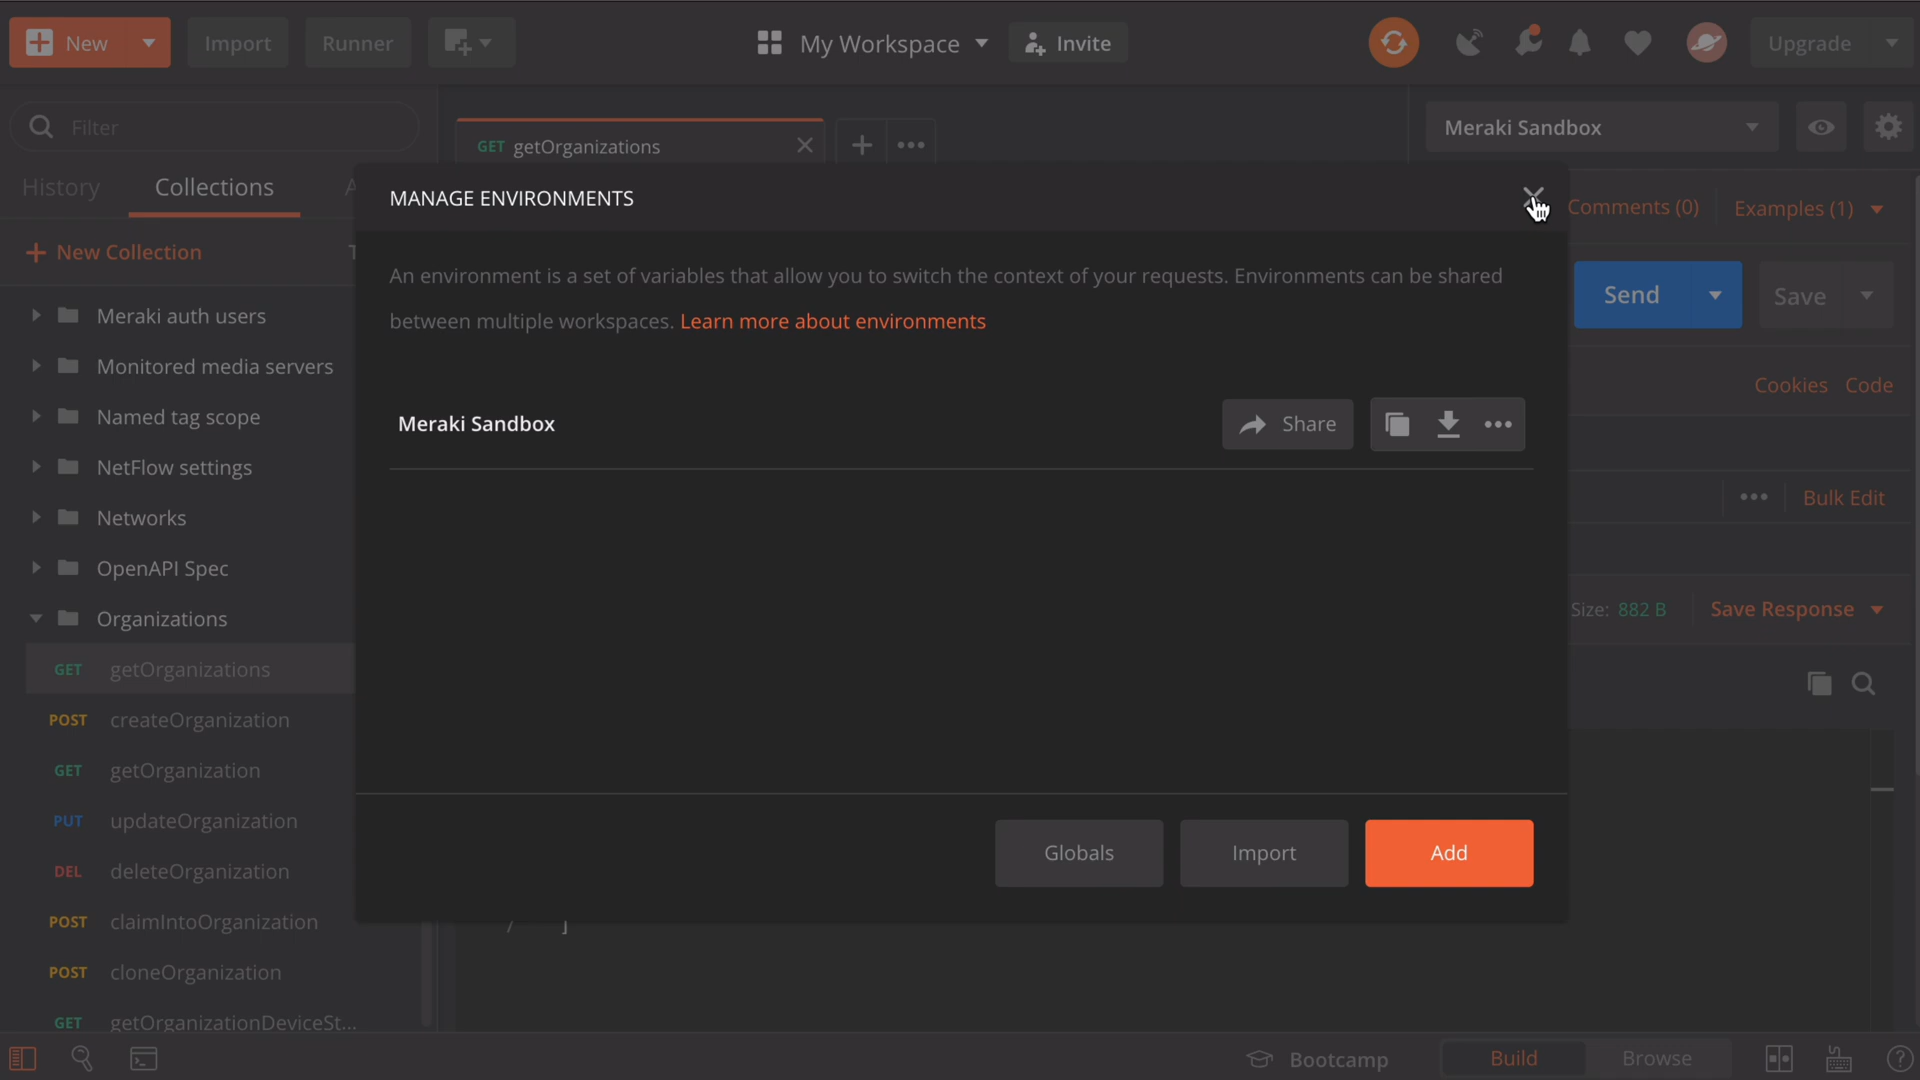 New
Import
Runner
My Workspace
Invite
Upgrade
Filter
GET getOrganizations
Meraki Sandbox
History
Collections
A
MANAGE ENVIRONMENTS
Comments (0)
Examples (1)
New Collection
T
An environment is a set of variables that allow you to switch the context of your requests. Environments can be shared
between multiple workspaces. Learn more about environments
Send
Save
Meraki auth users
Monitored media servers
Cookies Code
Named tag scope
Meraki Sandbox
Share
NetFlow settings
Bulk Edit
Networks
OpenAPI Spec
Organizations
Size: 882 B
Save Response
GET getOrganizations
POST createOrganization
GET getOrganization
PUT updateOrganization
Globals
Import
Add
DEL deleteOrganization
POST claimIntoOrganization
]
POST cloneOrganization
GET getOrganizationDeviceSt...
Bootcamp
Build
Browse